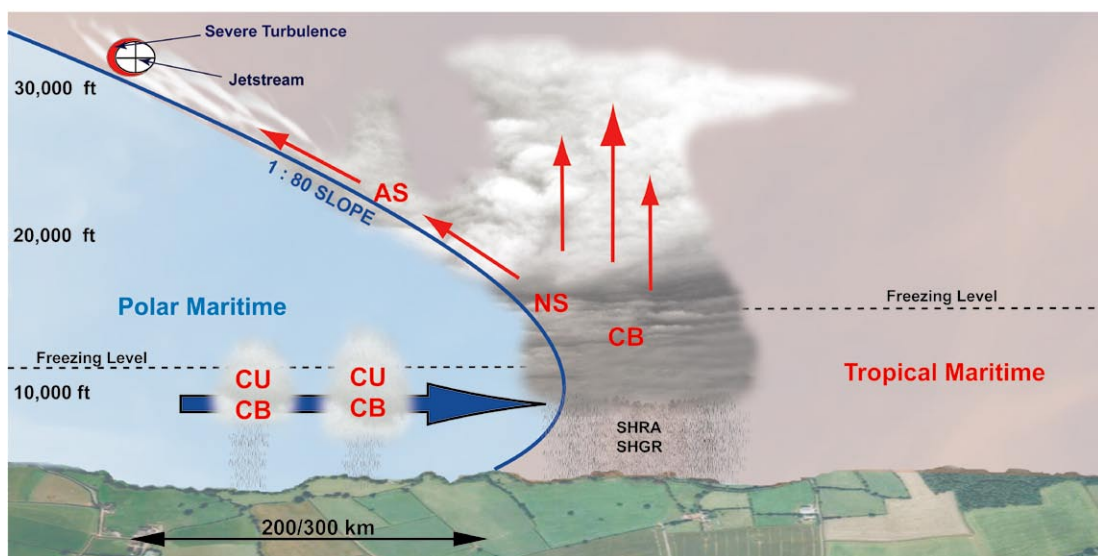 Severe Turbulence
Jetstream
30,000 ft
1 : 80 SLOPE
AS
20,000 ft
NS
Freezing Level
Polar Maritime
CB
Freezing Level
Tropical Maritime
CU
CU
10,000 ft
CB
CB
SHRA
SHGR
200/300 km